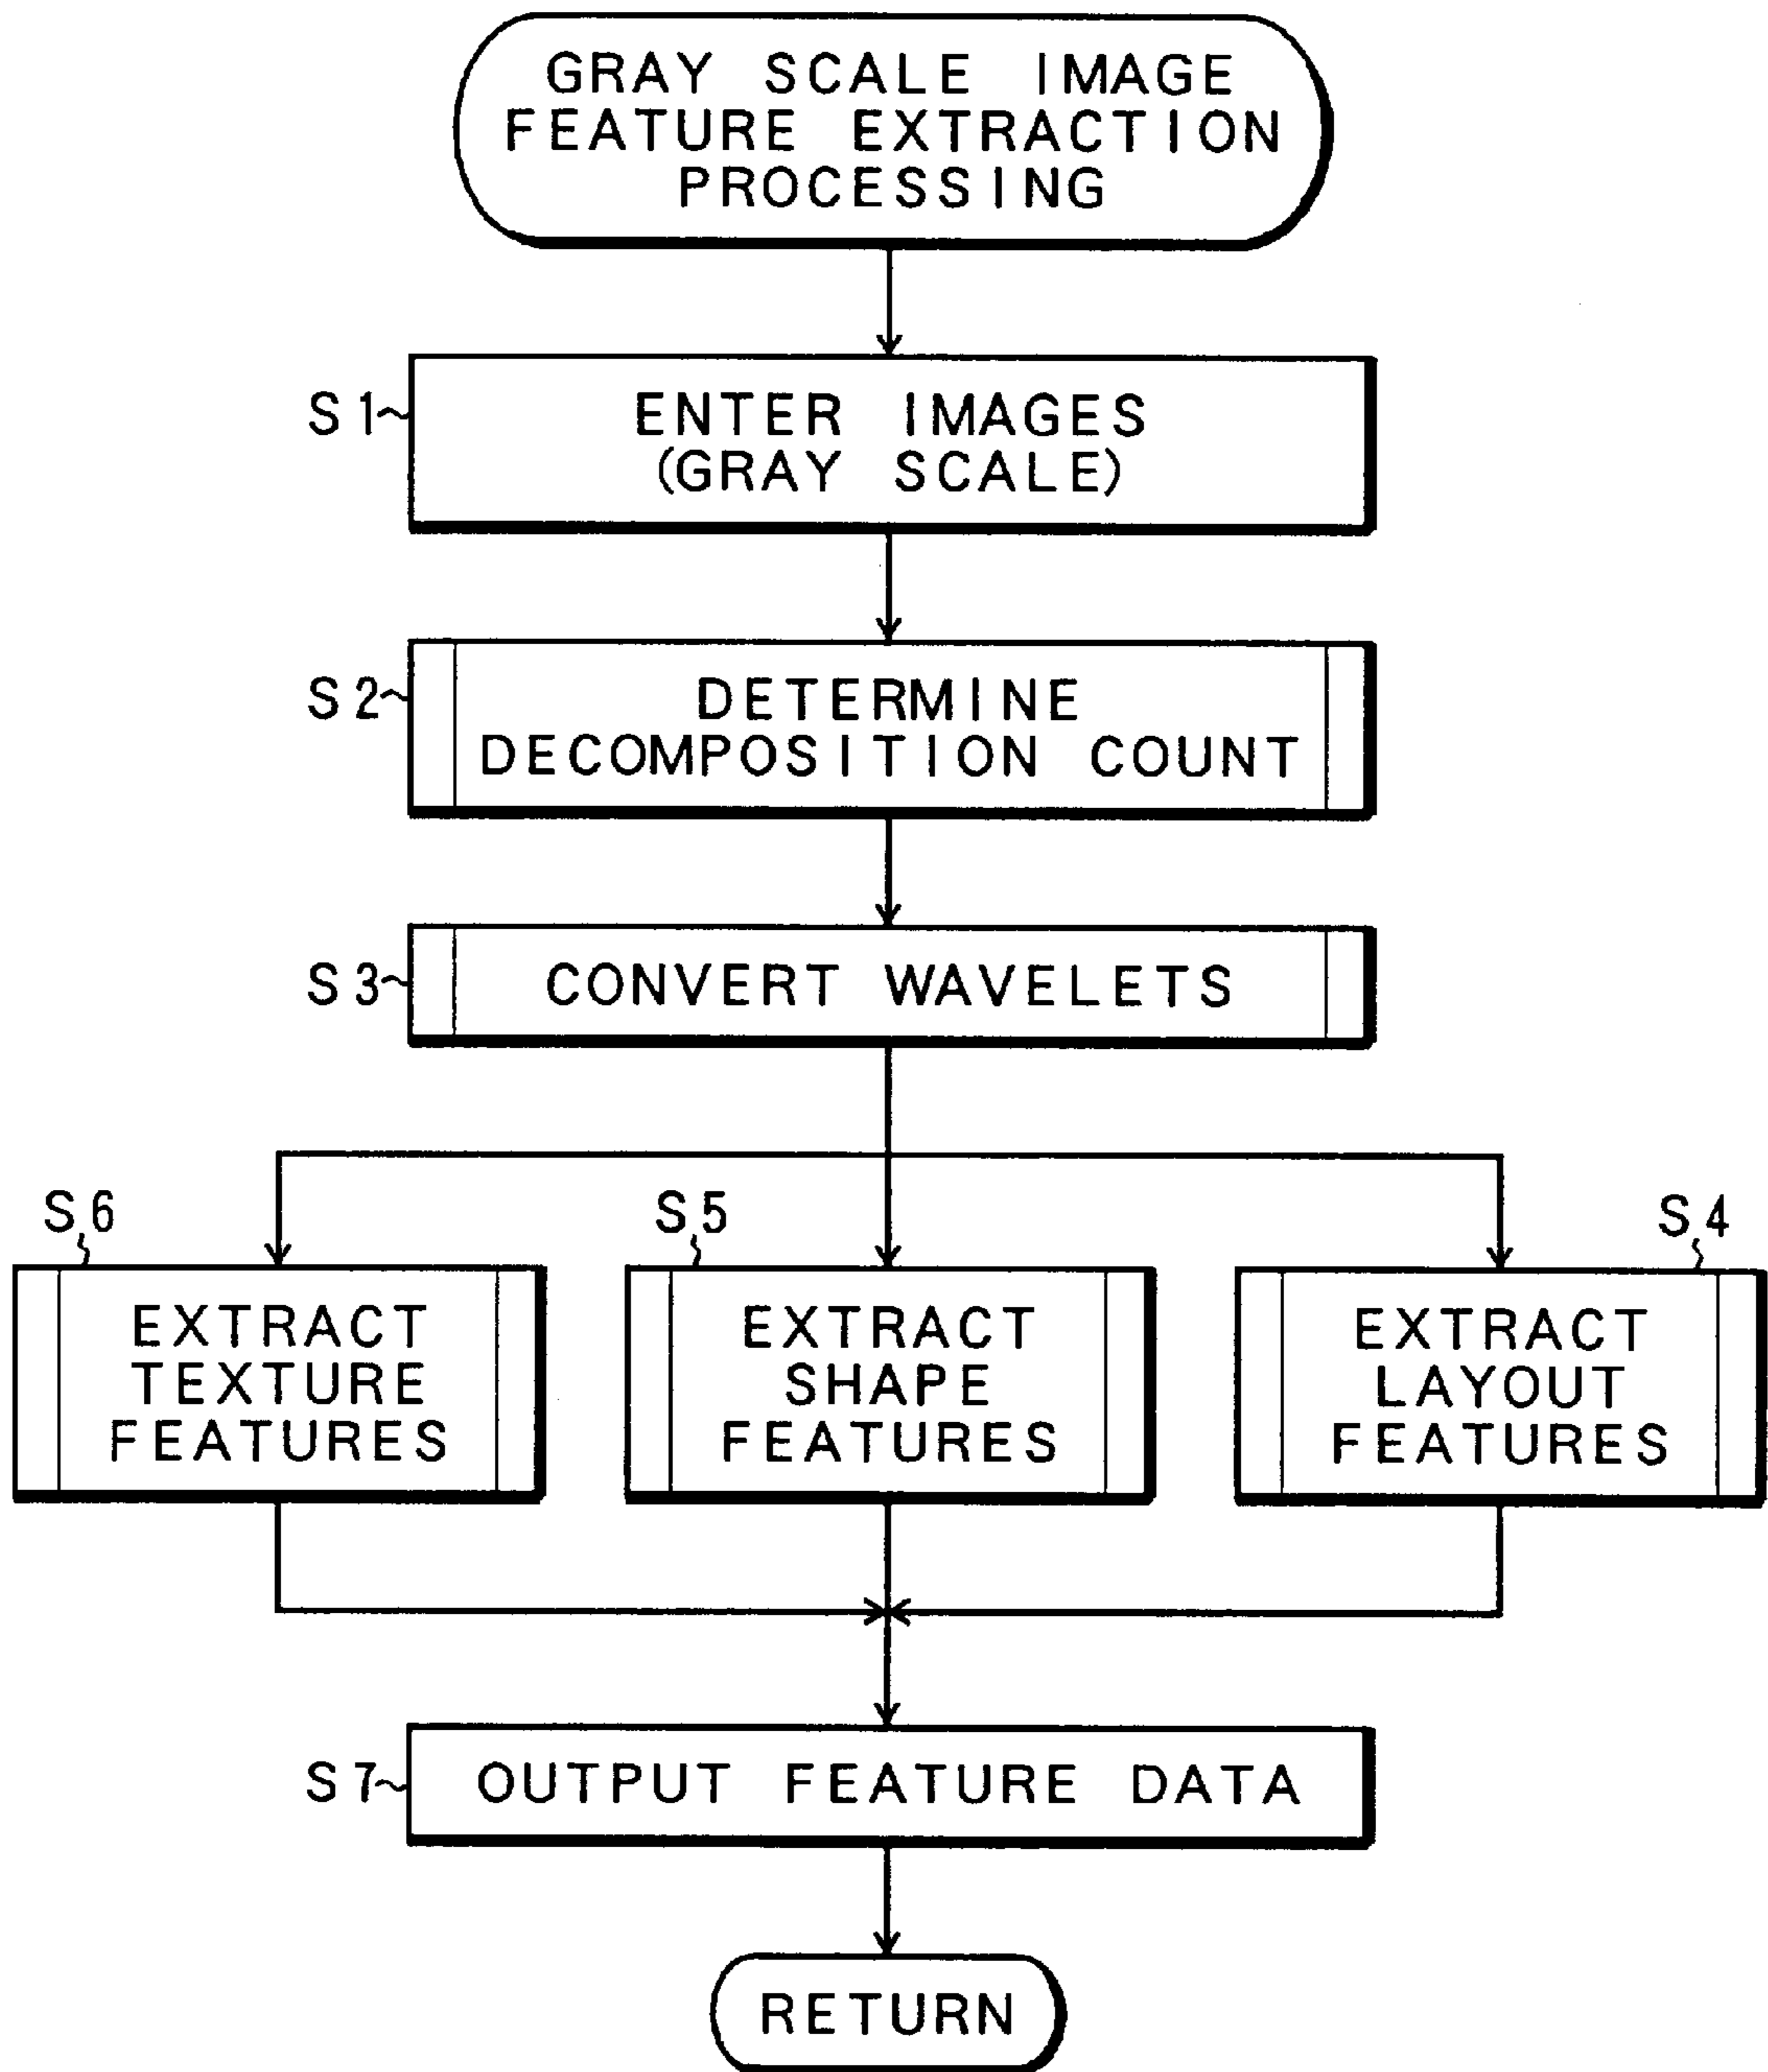 GRAY SCALE IMAGE
FEATURE EXTRACTION
PROCESSING
S1
ENTER IMAGES
(GRAY SCALE)
S2
DETERMINE
DECOMPOSITION COUNT
S3
CONVERT WAVELETS
S6
EXTRACT
TEXTURE
FEATURES
S5
EXTRACT
SHAPE
FEATURES
S4
EXTRACT
LAYOUT
FEATURES
S7
OUTPUT FEATURE DATA
RETURN